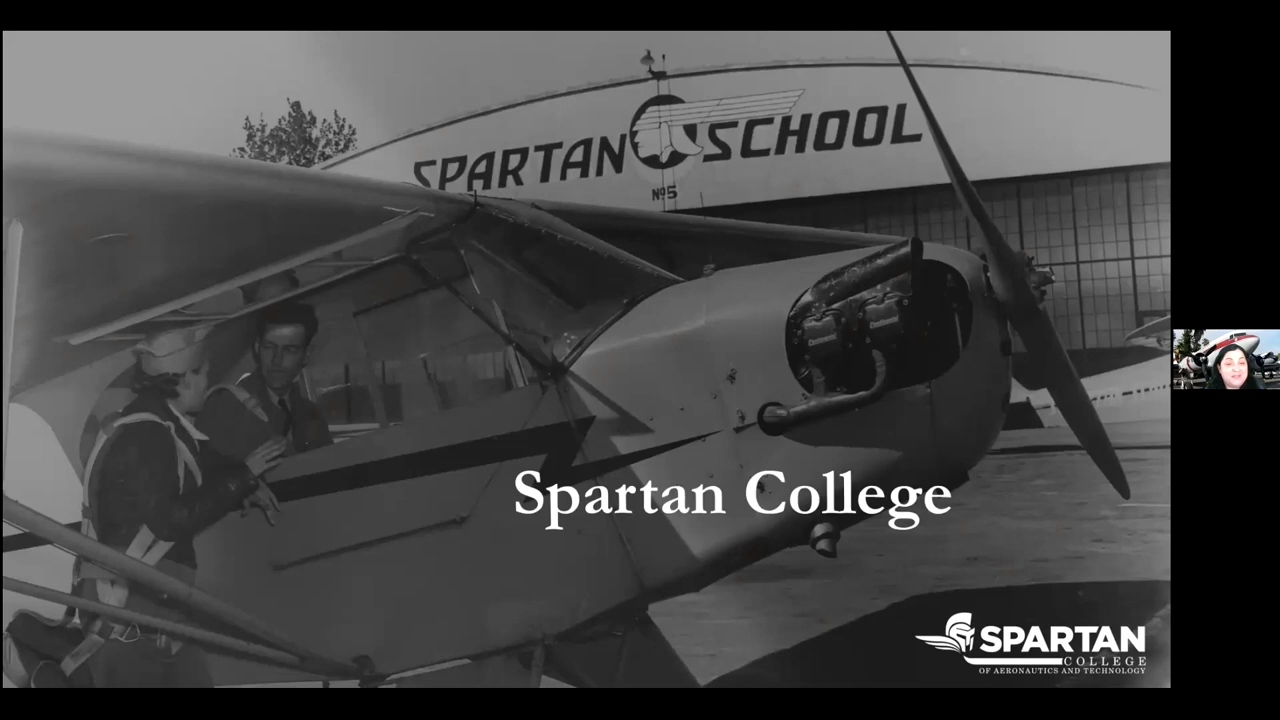 SPARTAN SCHOOL
Nº5
Spartan College
SPARTAN
COLLEGE
OF AERONAUTICS AND TECHNOLOGY